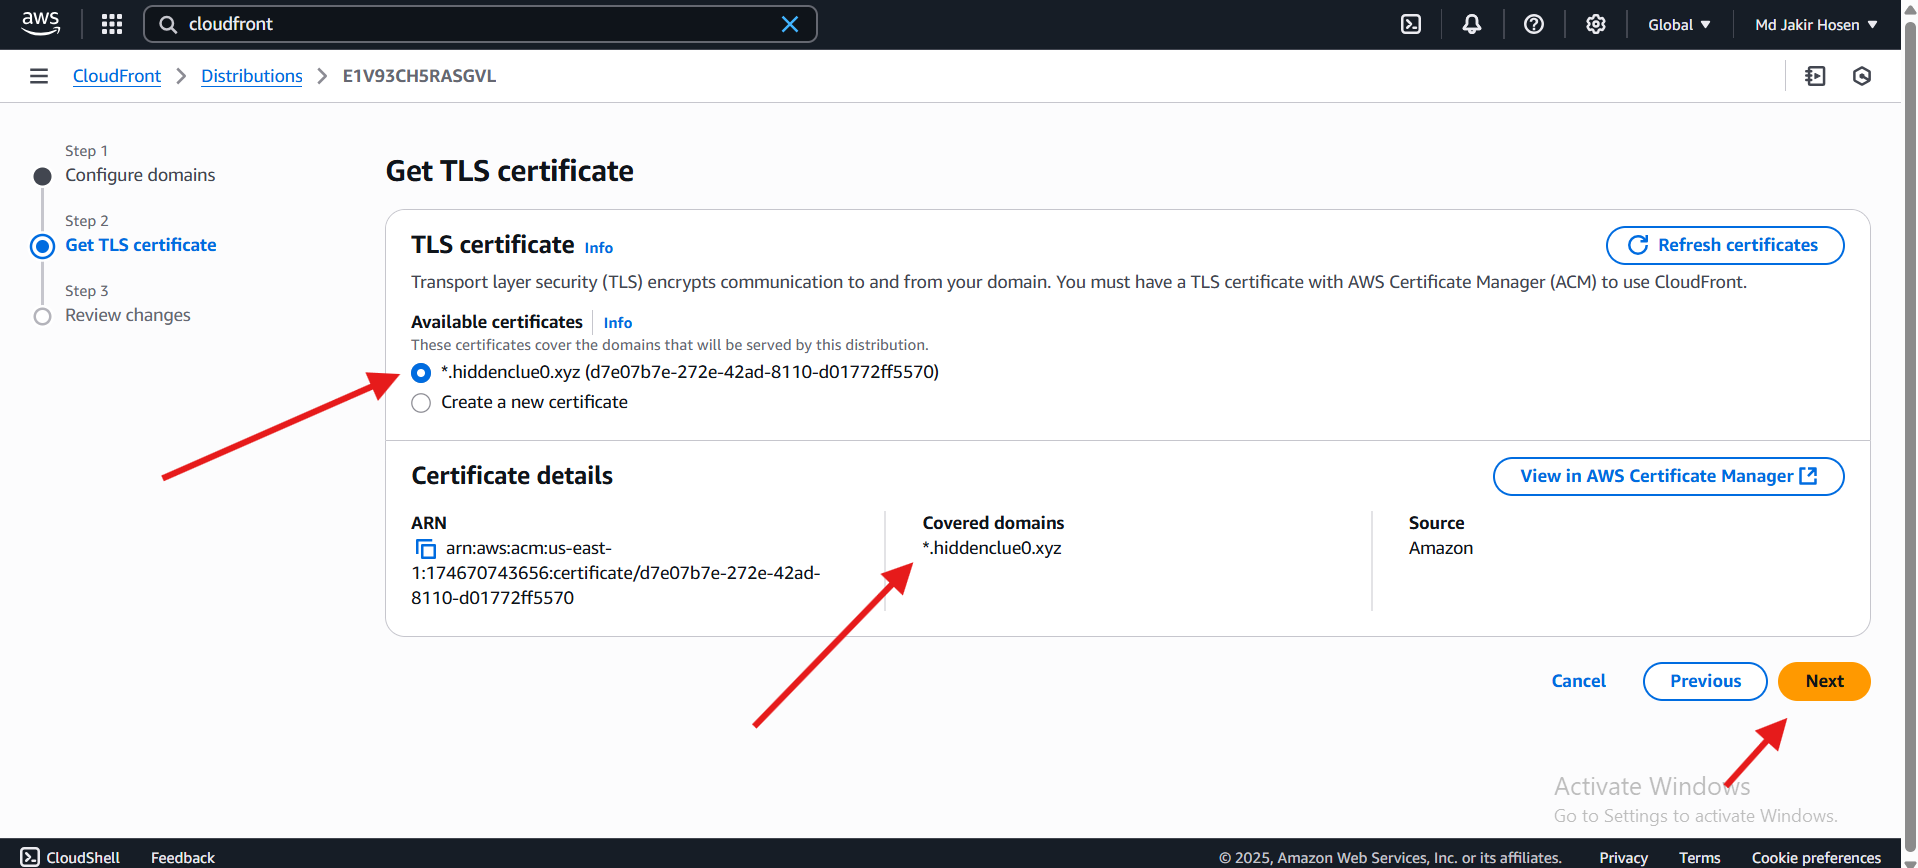 aws
cloudfront
Global
Md Jakir Hosen
CloudFront
Distributions
E1V93CH5RASGVL
Step 1
Configure domains
Step 2
Get TLS certificate
Step 3
Review changes
Get TLS certificate
TLS certificate Info
Refresh certificates
Transport layer security (TLS) encrypts communication to and from your domain. You must have a TLS certificate with AWS Certificate Manager (ACM) to use CloudFront.
Available certificates Info
These certificates cover the domains that will be served by this distribution.
*.hiddenclue0.xyz (d7e07b7e-272e-42ad-8110-d01772ff5570)
Create a new certificate
Certificate details
View in AWS Certificate Manager
ARN
arn:aws:acm:us-east-
1:174670743656:certificate/d7e07b7e-272e-42ad-
8110-d01772ff5570
Covered domains
*.hiddenclue0.xyz
Source
Amazon
Cancel
Previous
Next
Activate Windows
Go to Settings to activate Windows.
CloudShell
Feedback
© 2025, Amazon Web Services, Inc. or its affiliates.
Privacy
Terms
Cookie preferences